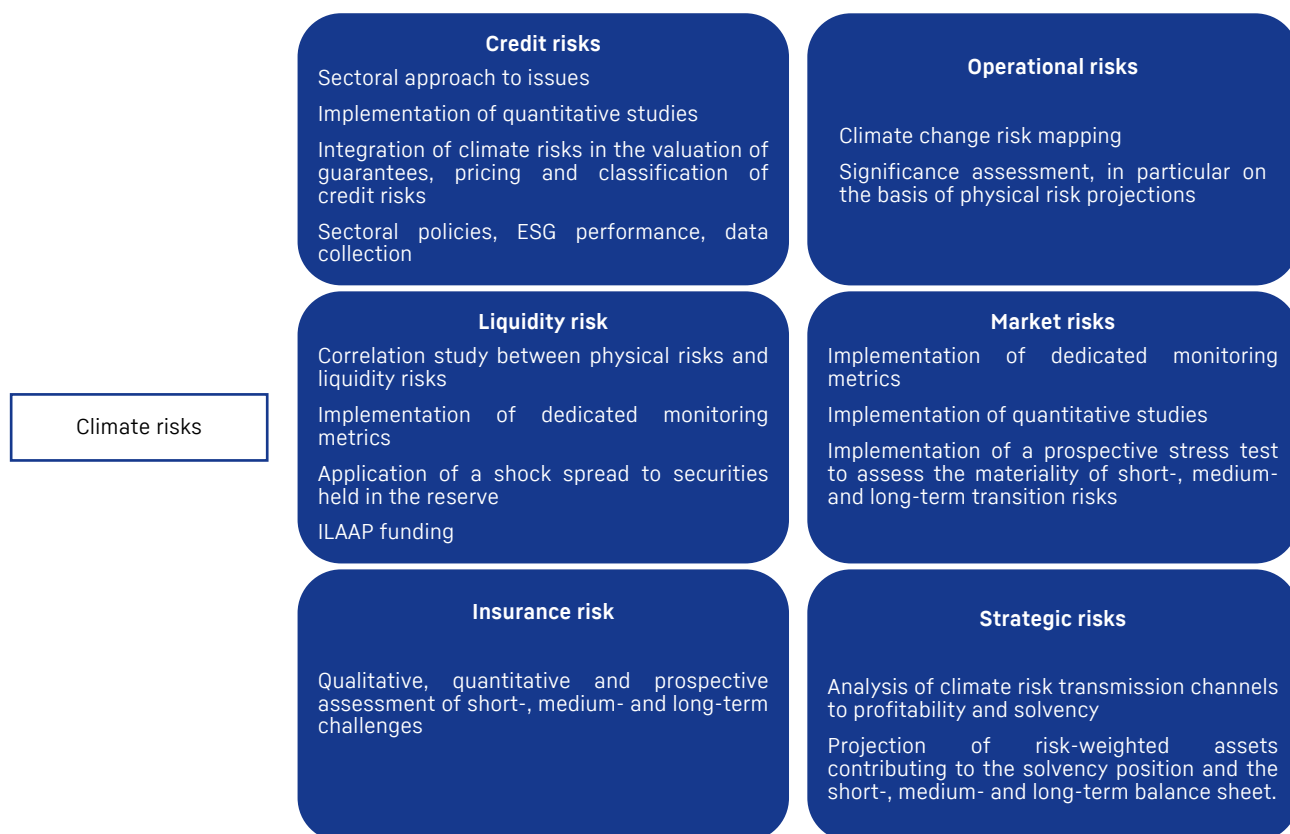 Credit risks
Sectoral approach to issues
Implementation of quantitative studies
Integration of climate risks in the valuation of
guarantees, pricing and classification of
credit risks
Sectoral policies, ESG performance, data
collection
Operational risks
Climate change risk mapping
Significance assessment, in particular on
the basis of physical risk projections
Climate risks
Liquidity risk
Correlation study between physical risks and
liquidity risks
Implementation of dedicated monitoring
metrics
Application of a shock spread to securities
held in the reserve
ILAAP funding
Market risks
Implementation of dedicated monitoring
metrics
Implementation of quantitative studies
Implementation of a prospective stress test
to assess the materiality of short-, medium-
and long-term transition risks
Insurance risk
Qualitative, quantitative and prospective
assessment of short-, medium- and long-term
challenges
Strategic risks
Analysis of climate risk transmission channels
to profitability and solvency
Projection of risk-weighted assets
contributing to the solvency position and the
short-, medium- and long-term balance sheet.